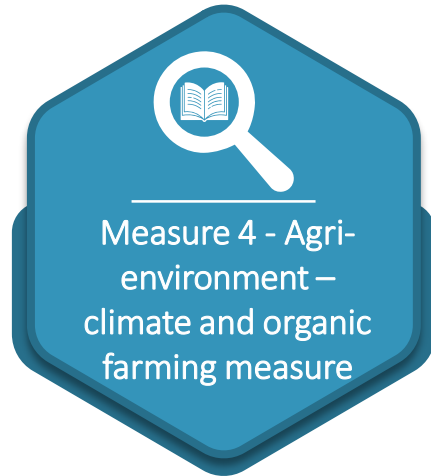 Measure 4 - Agri-
environment –
climate and organic
farming measure